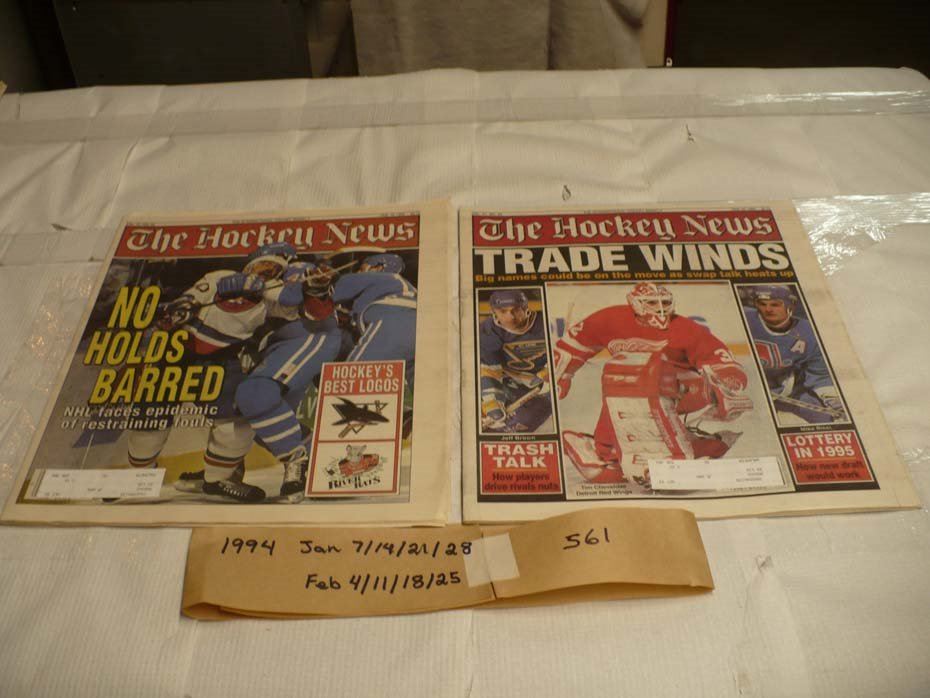 The Hockey News
NO
HOLDS
BARRED
NHL faces epidemic
of restraining fouls
HOCKEY'S
BEST LOGOS
RIVER RATS
The Hockey News
TRADE WINDS
Big names could be on the move as swap talk heats up
Jeff Brown
TRASH
TALK
How players
drive rivals nuts
Tim Cheveldae
Detroit Red Wings
Mike Ricci
LOTTERY
IN 1995
How new draft
would work
1994 Jan 7/14/21/28
Feb 4/11/18/25
561